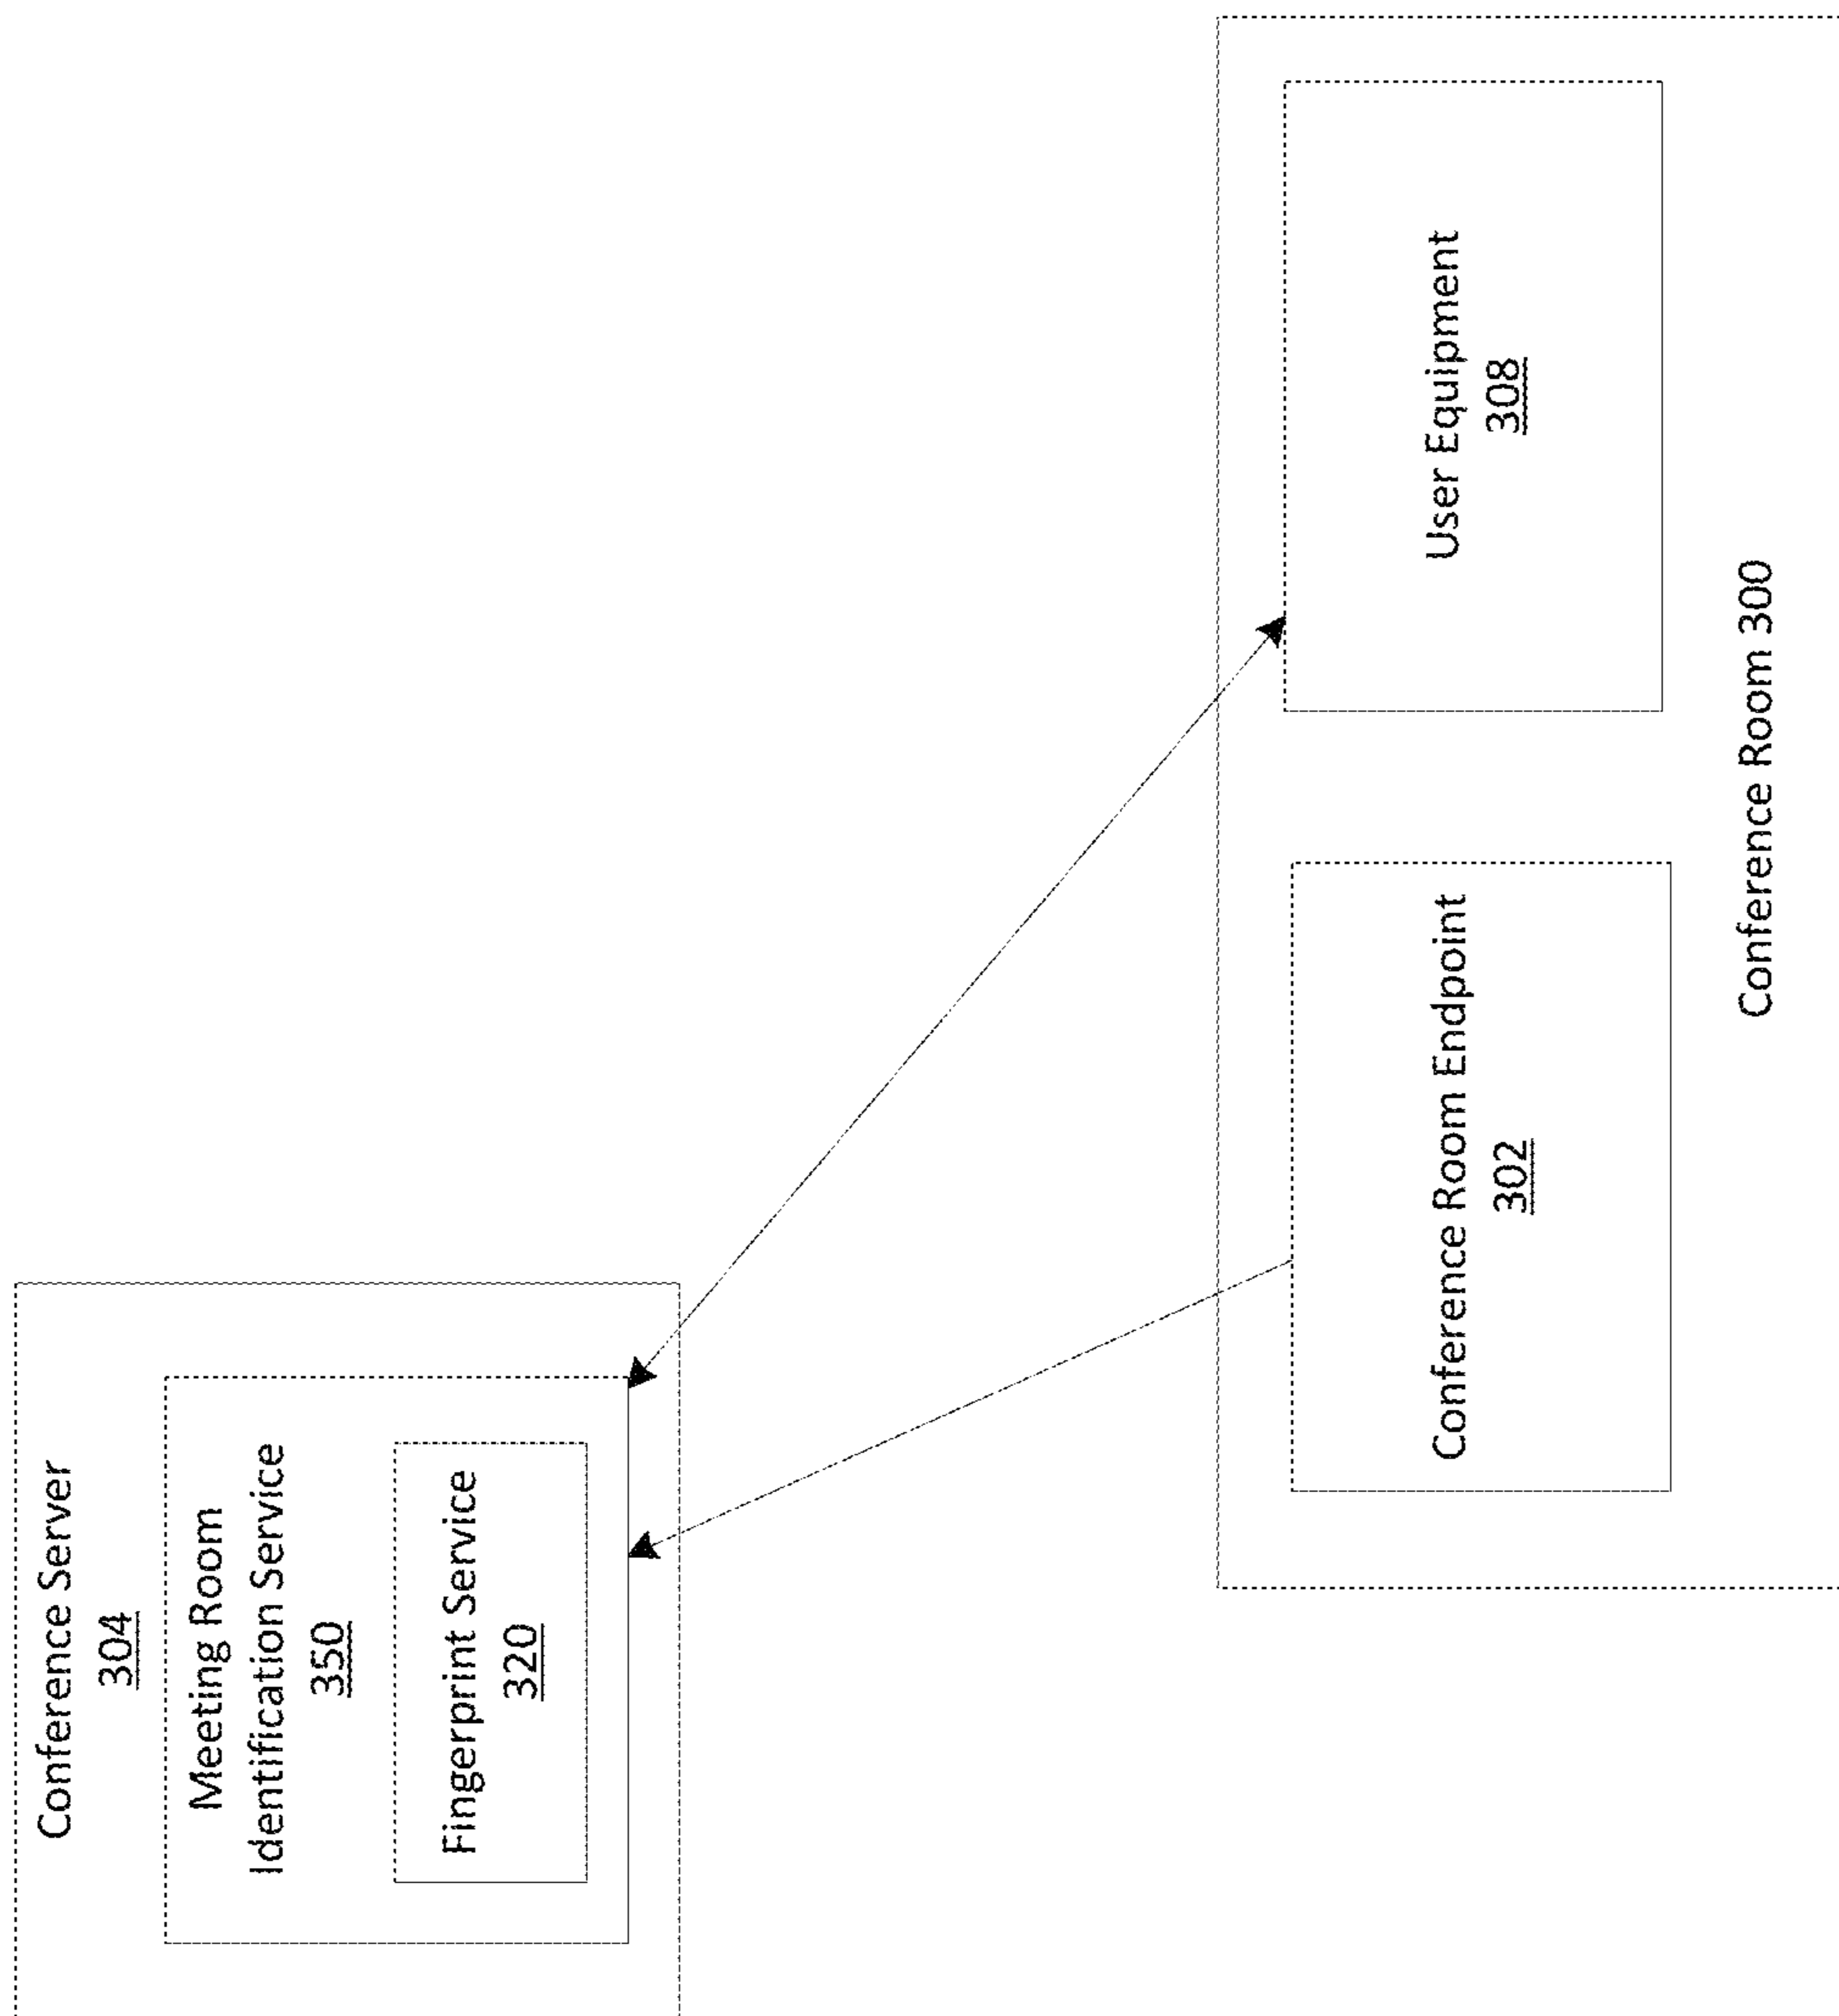 Conference Server
304
Meeting Room
Identification Service
350
Fingerprint Service
320
Conference Room Endpoint
302
User Equipment
308
Conference Room 300